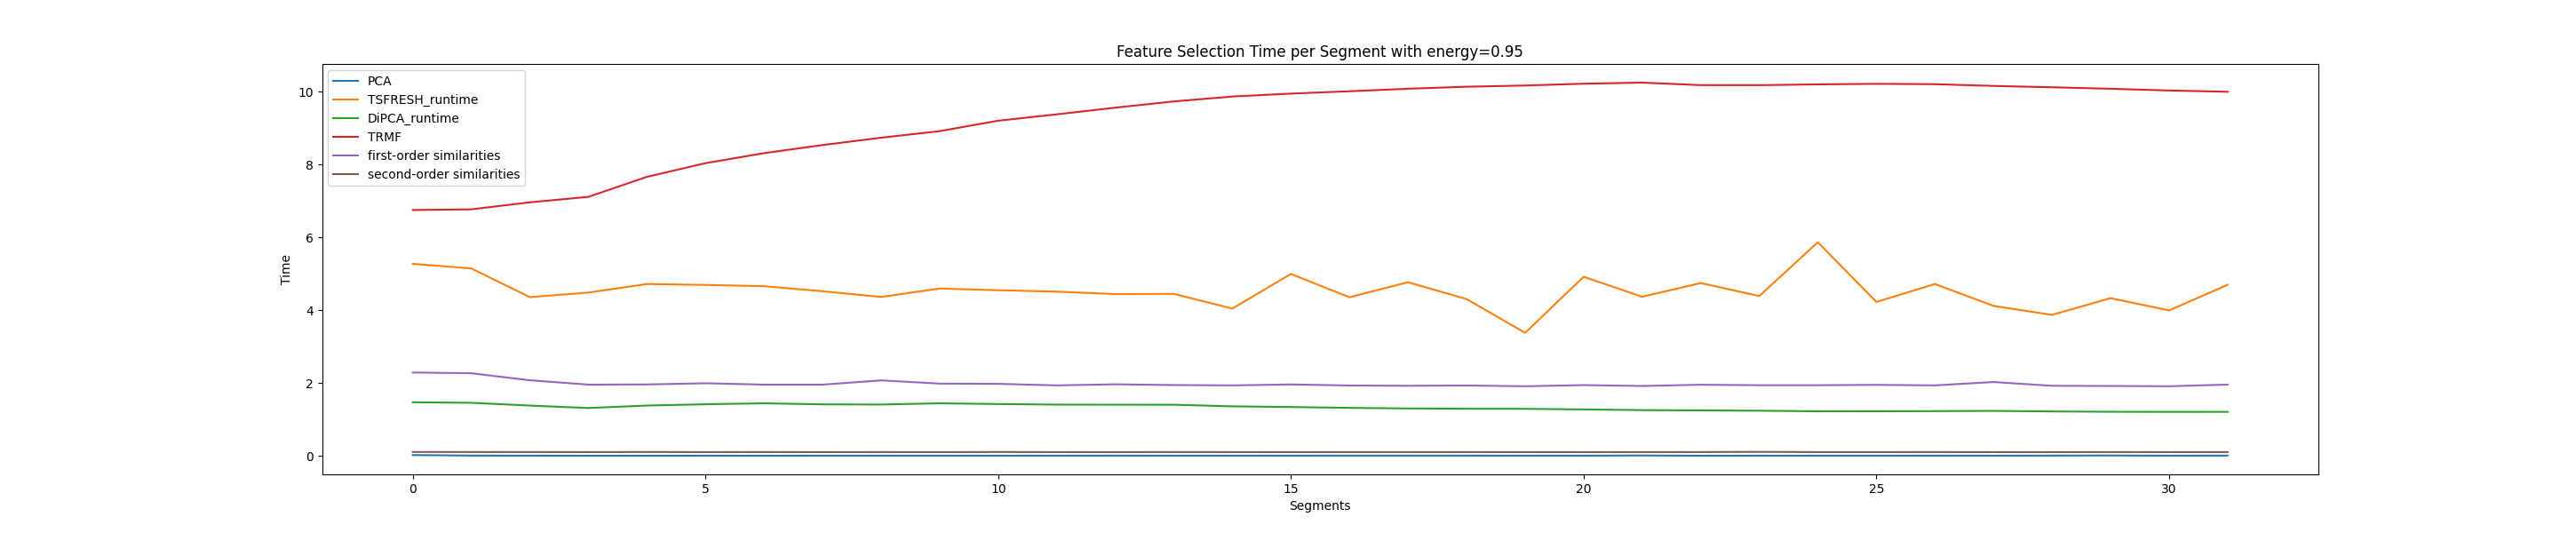 Feature Selection Time per Segment with energy=0.95
PCA
TSFRESH_runtime
DiPCA_runtime
TRMF
first-order similarities
second-order similarities
10
8
6
4
2
0
Time
0 5 10 15 20 25 30
Segments